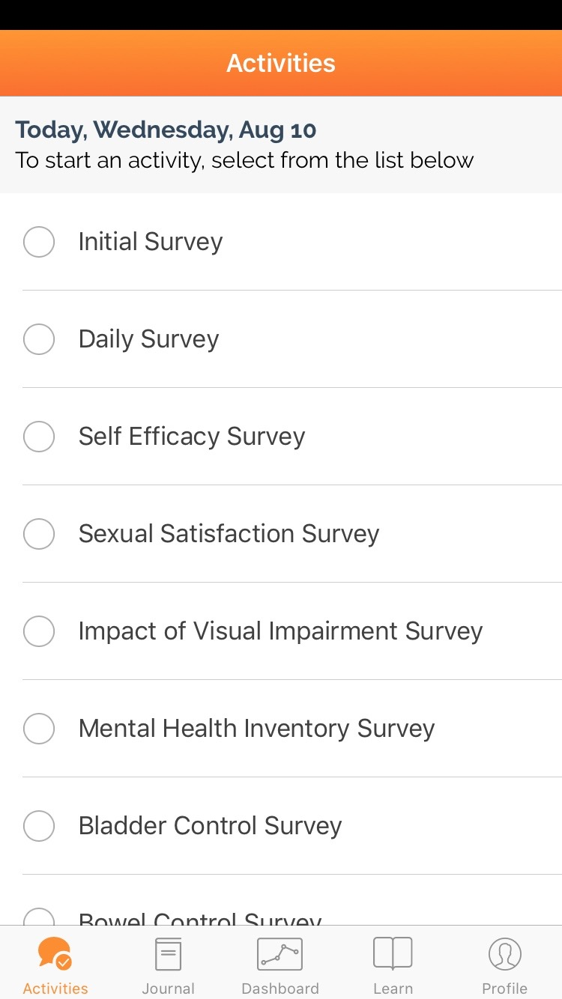 Activities
Today, Wednesday, Aug 10
To start an activity, select from the list below
Initial Survey
Daily Survey
Self Efficacy Survey
Sexual Satisfaction Survey
Impact of Visual Impairment Survey
Mental Health Inventory Survey
Bladder Control Survey
Bowel Control Survey
Activities Journal Dashboard Learn Profile